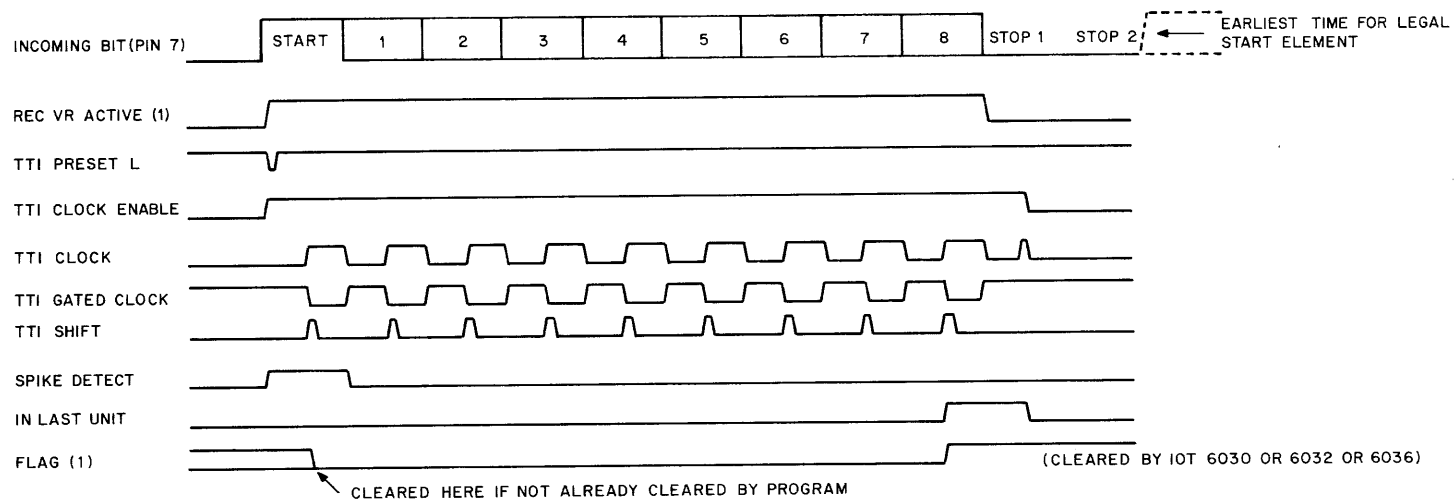 INCOMING BIT(PIN 7) START 1 2 3 4 5 6 7 8 STOP 1 STOP 2 EARLIEST TIME FOR LEGAL
START ELEMENT
REC VR ACTIVE (1)
TTI PRESET L
TTI CLOCK ENABLE
TTI CLOCK
TTI GATED CLOCK
TTI SHIFT
SPIKE DETECT
IN LAST UNIT
FLAG (1) (CLEARED BY IOT 6030 OR 6032 OR 6036)
CLEARED HERE IF NOT ALREADY CLEARED BY PROGRAM